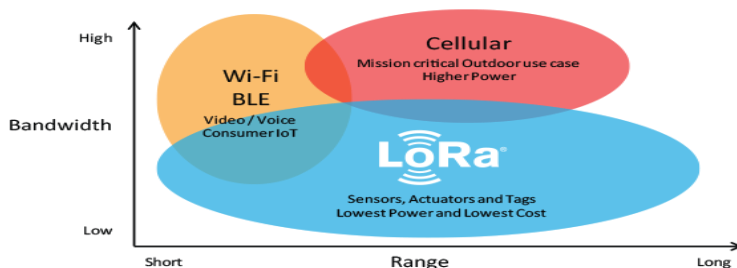 High
Cellular
Mission critical Outdoor use case
Higher Power
Wi-Fi
BLE
Video / Voice
Consumer IoT
Bandwidth
LoRa®
Sensors, Actuators and Tags
Lowest Power and Lowest Cost
Low
Short
Range
Long